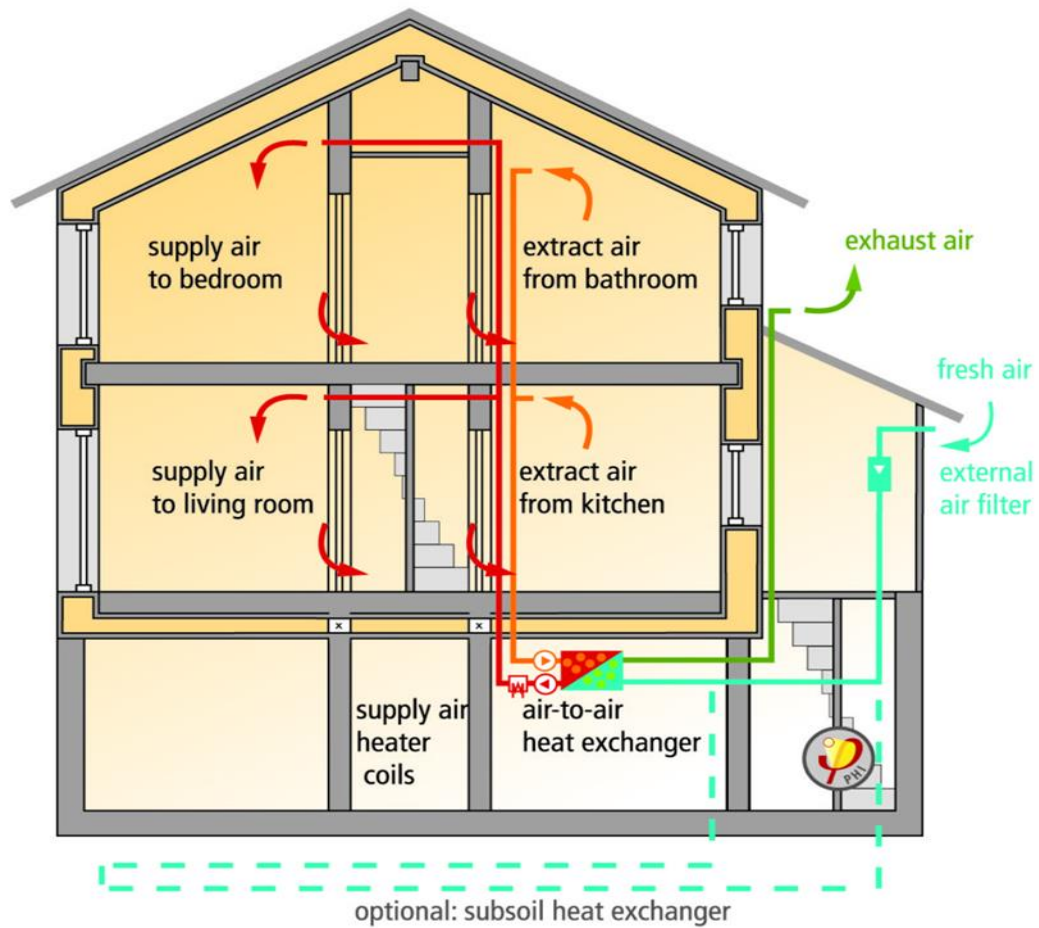 supply air
to bedroom
extract air
from bathroom
exhaust air
fresh air
supply air
to living room
extract air
from kitchen
external
air filter
x
x
supply air
heater
coils
air-to-air
heat exchanger
PHI
optional: subsoil heat exchanger